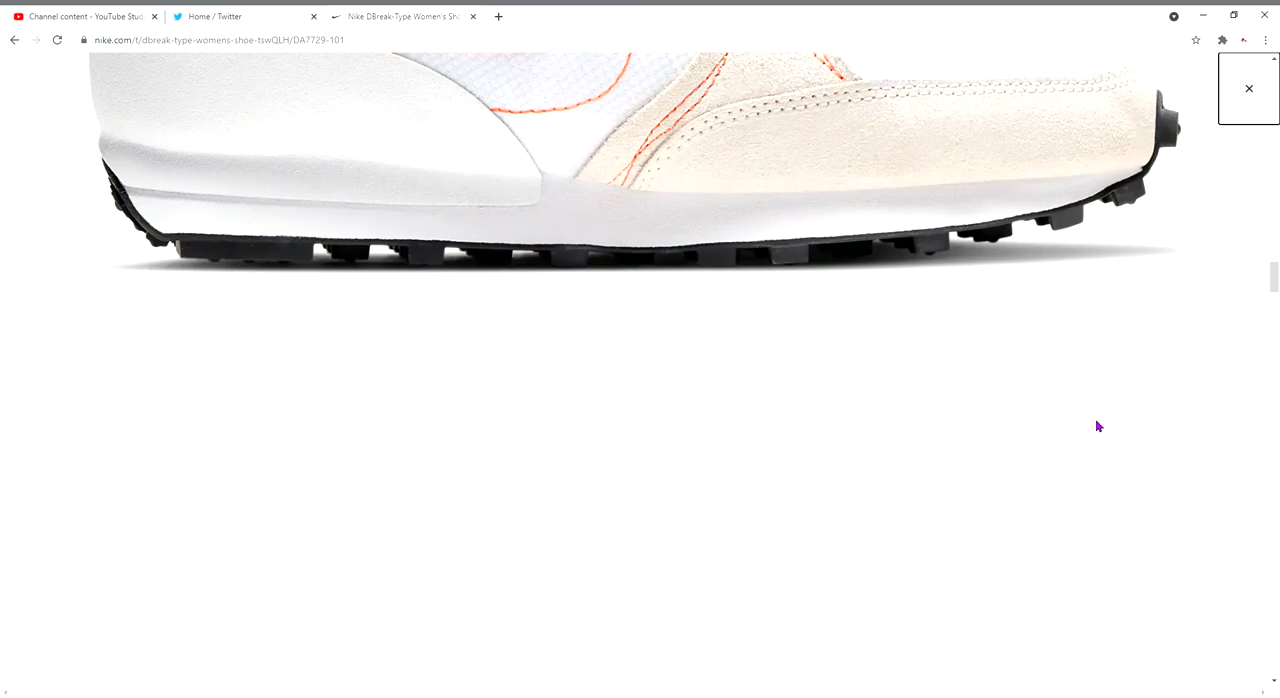 Channel content - YouTube Stud
Home / Twitter
Nike DBreak-Type Women's Sho
nike.com/t/dbreak-type-womens-shoe-tswQLH/DA7729-101